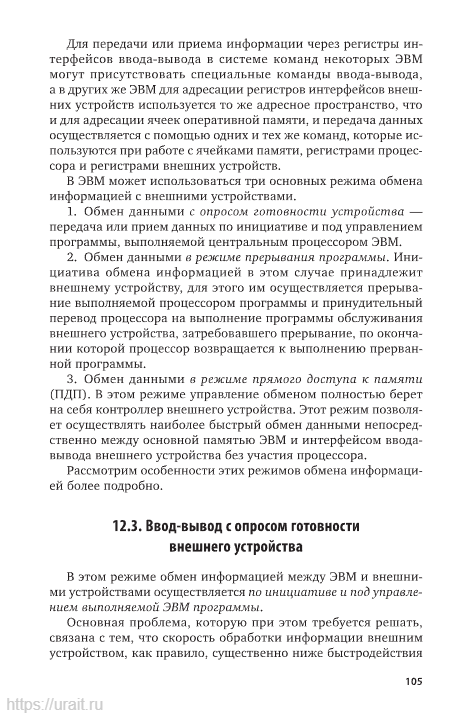 Для передачи или приема информации через регистры ин-
терфейсов ввода-вывода в системе команд некоторых ЭВМ
могут присутствовать специальные команды ввода-вывода,
а в других же ЭВМ для адресации регистров интерфейсов внеш-
них устройств используется то же адресное пространство, что
и для адресации ячеек оперативной памяти, и передача данных
осуществляется с помощью одних и тех же команд, которые ис-
пользуются при работе с ячейками памяти, регистрами процес-
сора и регистрами внешних устройств.
В ЭВМ может использоваться три основных режима обмена
информацией с внешними устройствами.
1. Обмен данными с опросом готовности устройства —
передача или прием данных по инициативе и под управлением
программы, выполняемой центральным процессором ЭВМ.
2. Обмен данными в режиме прерывания программы. Ини-
циатива обмена информацией в этом случае принадлежит
внешнему устройству, для этого им осуществляется прерыва-
ние выполняемой процессором программы и принудительный
перевод процессора на выполнение программы обслуживания
внешнего устройства, затребовавшего прерывание, по оконча-
нии которой процессор возвращается к выполнению прерван-
ной программы.
3. Обмен данными в режиме прямого доступа к памяти
(ПДП). В этом режиме управление обменом полностью берет
на себя контроллер внешнего устройства. Этот режим позволя-
ет осуществлять наиболее быстрый обмен данными непосред-
ственно между основной памятью ЭВМ и интерфейсом ввода-
вывода внешнего устройства без участия процессора.
Рассмотрим особенности этих режимов обмена информаци-
ей более подробно.
12.3. Ввод-вывод с опросом готовности
внешнего устройства
В этом режиме обмен информацией между ЭВМ и внешни-
ми устройствами осуществляется по инициативе и под управле-
нием выполняемой ЭВМ программы.
Основная проблема, которую при этом требуется решать,
связана с тем, что скорость обработки информации внешним
устройством, как правило, существенно ниже быстродействия
105
https://urait.ru